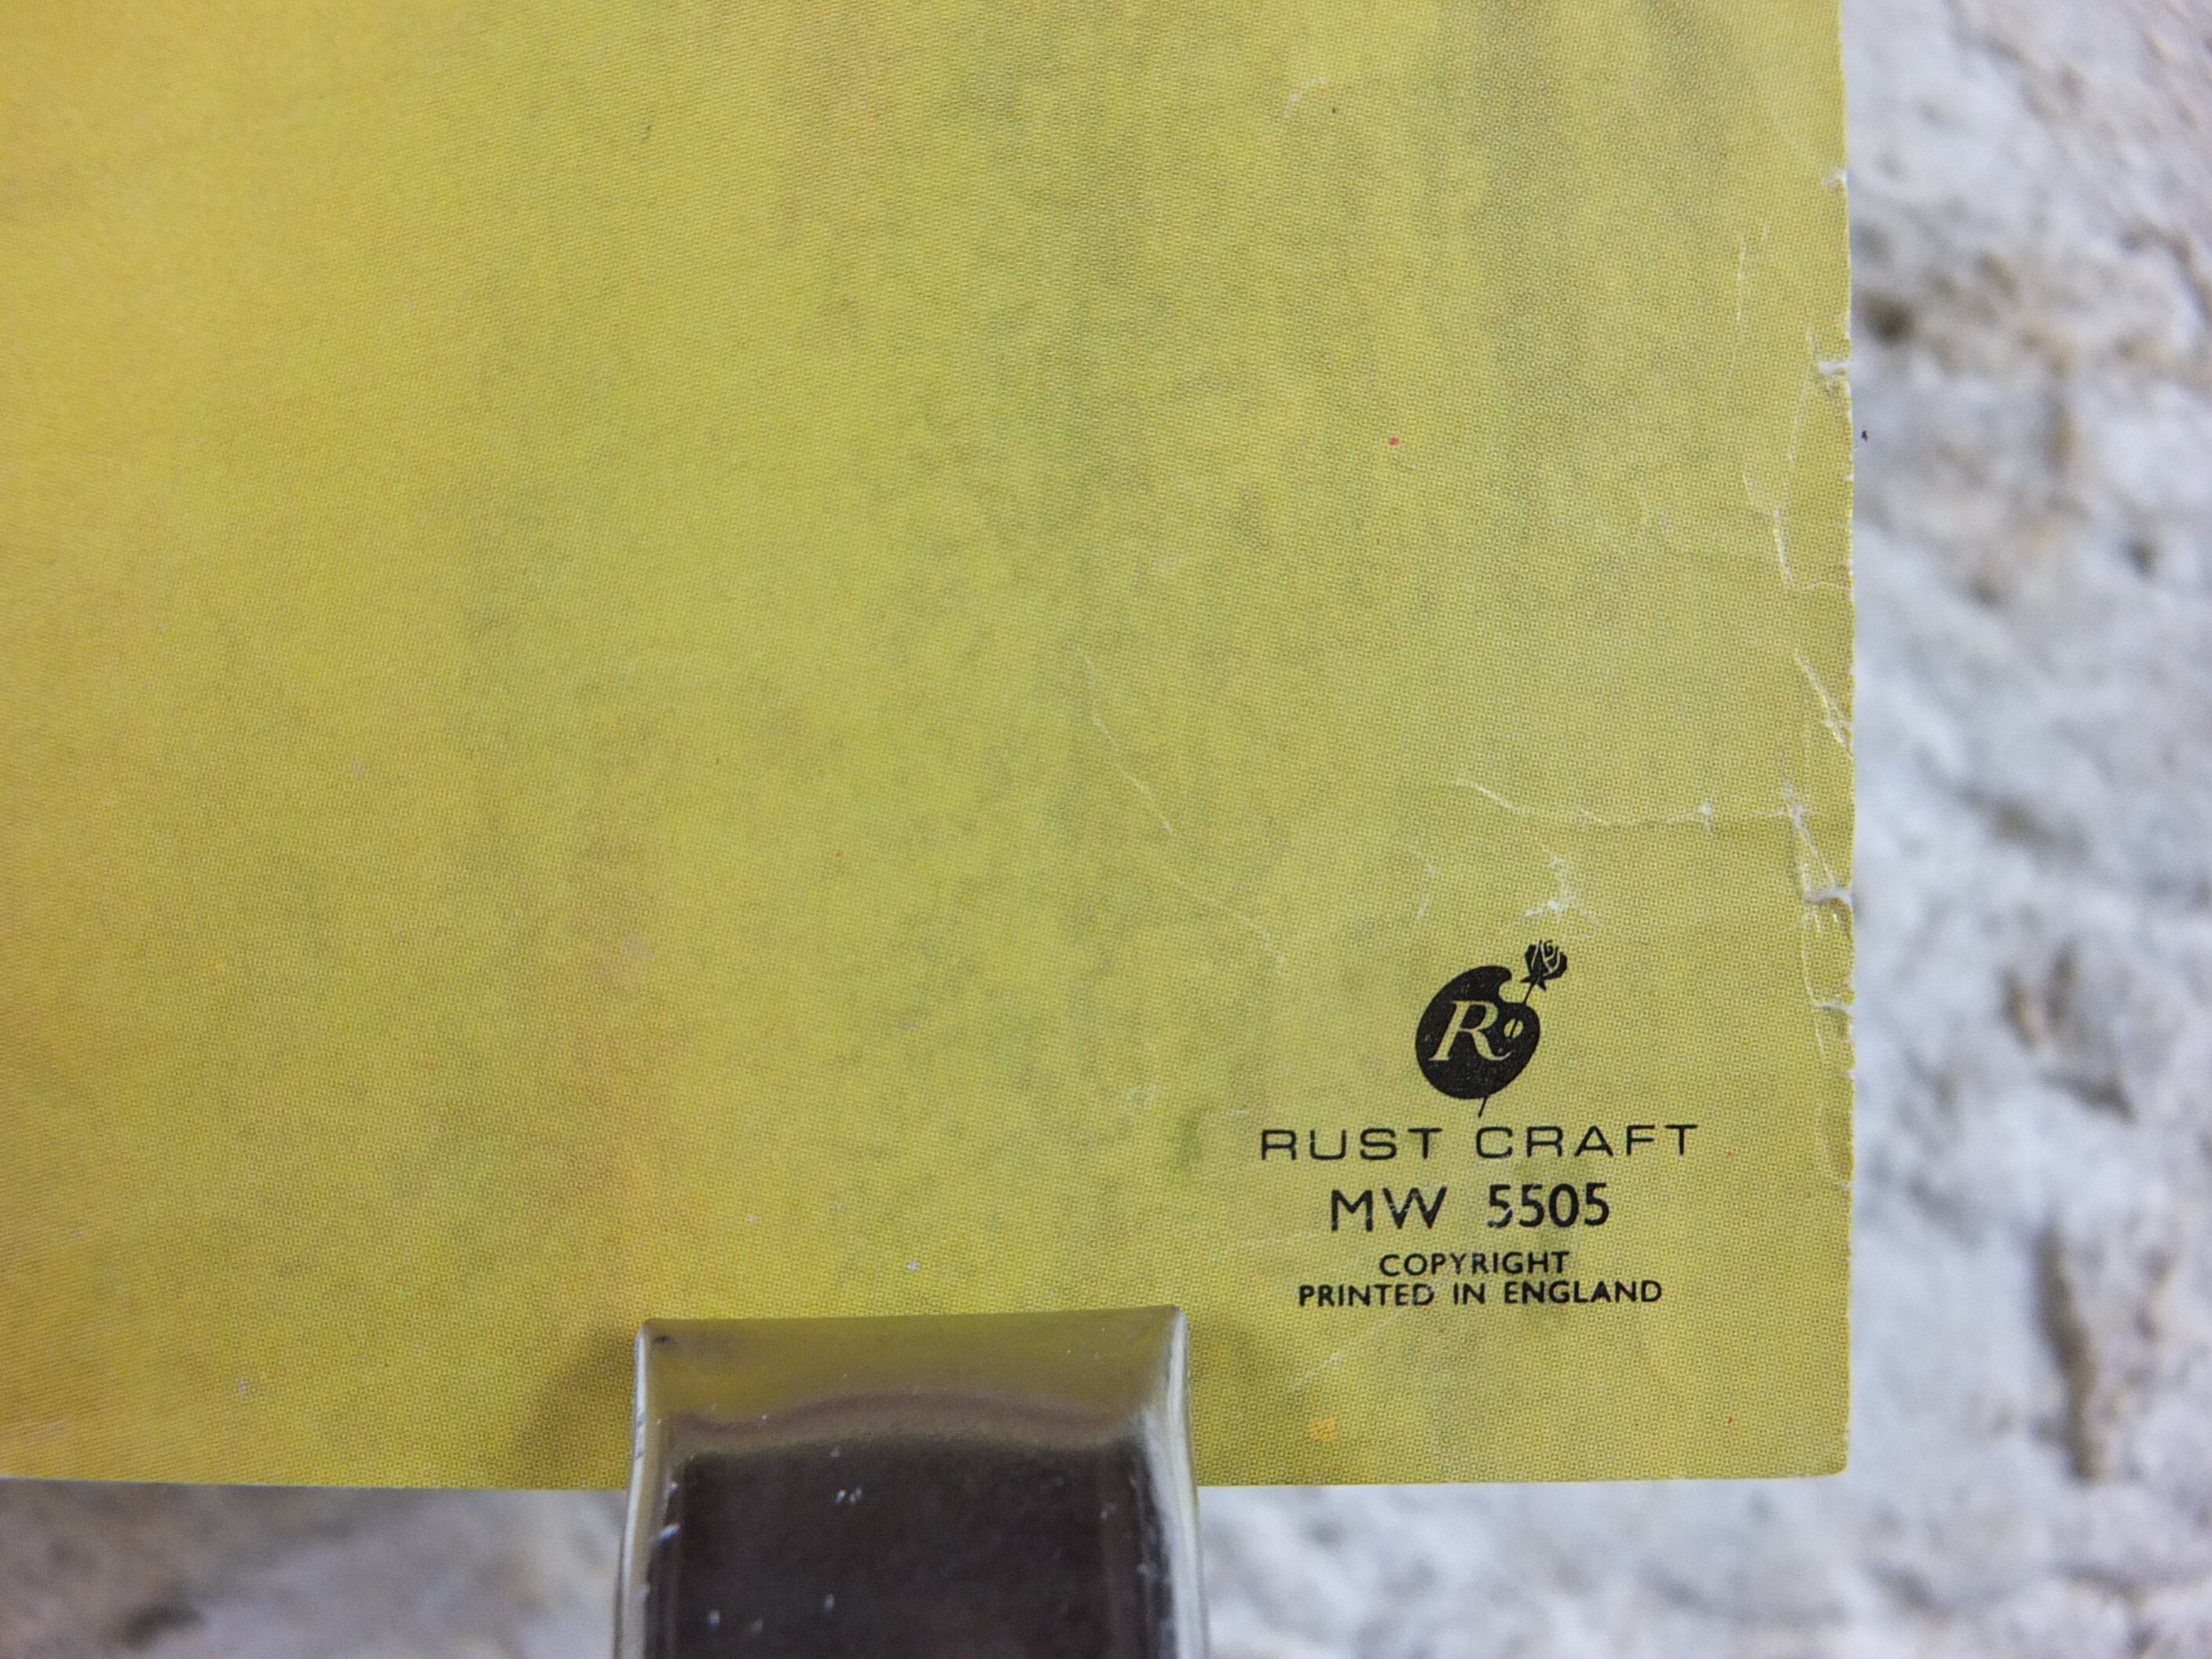 R
RUST CRAFT
MW 5505
COPYRIGHT
PRINTED IN ENGLAND